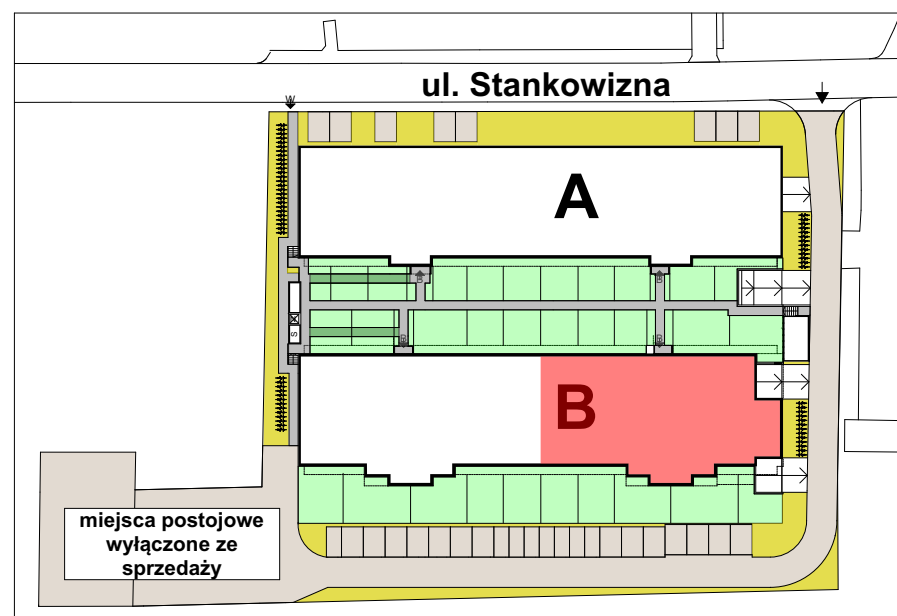 ul. Stankowizna
A
S
B
miejsca postojowe
wyłączone ze
sprzedaży